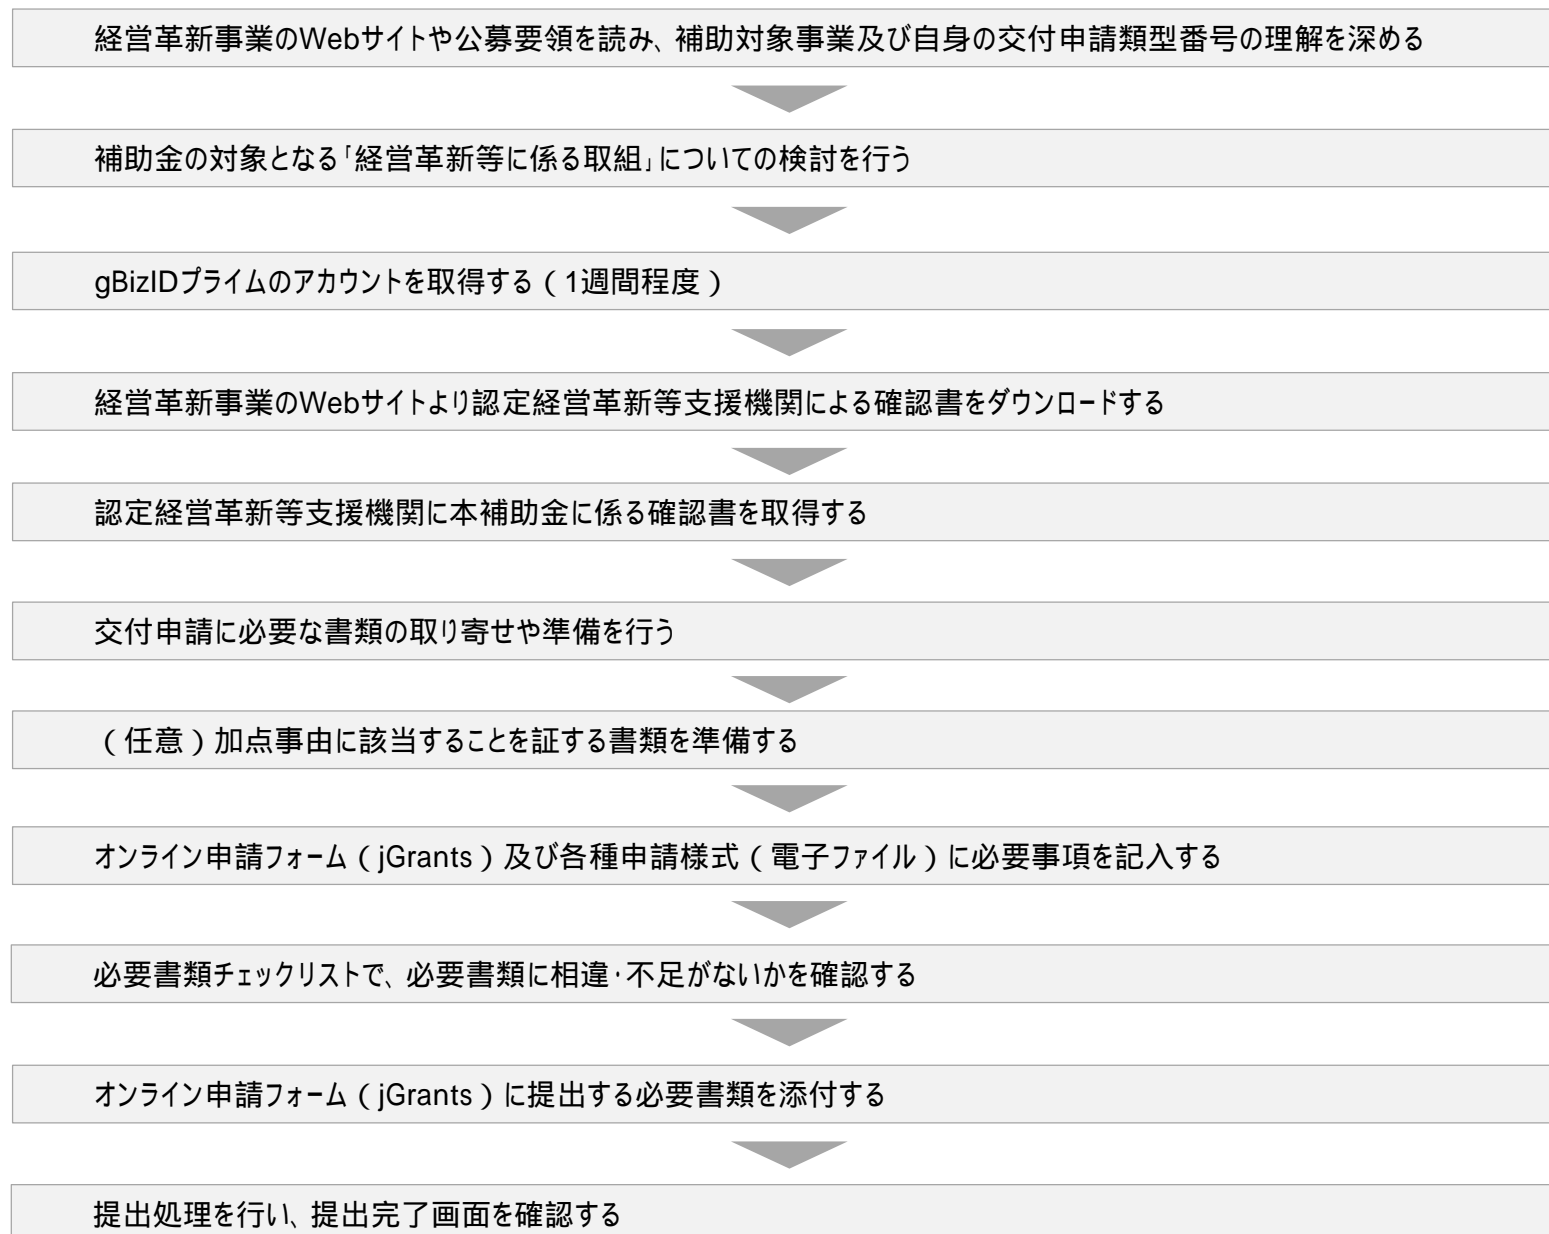 経営革新事業のWebサイトや公募要領を読み、補助対象事業及び自身の交付申請類型番号の理解を深める
補助金の対象となる「経営革新等に係る取組」についての検討を行う
gBizIDプライムのアカウントを取得する(1週間程度)
経営革新事業のWebサイトより認定経営革新等支援機関による確認書をダウンロードする
認定経営革新等支援機関に本補助金に係る確認書を取得する
交付申請に必要な書類の取り寄せや準備を行う
(任意)加点事由に該当することを証する書類を準備する
オンライン申請フォーム(jGrants)及び各種申請様式(電子ファイル)に必要事項を記入する
必要書類チェックリストで、必要書類に相違・不足がないかを確認する
オンライン申請フォーム(jGrants)に提出する必要書類を添付する
提出処理を行い、提出完了画面を確認する